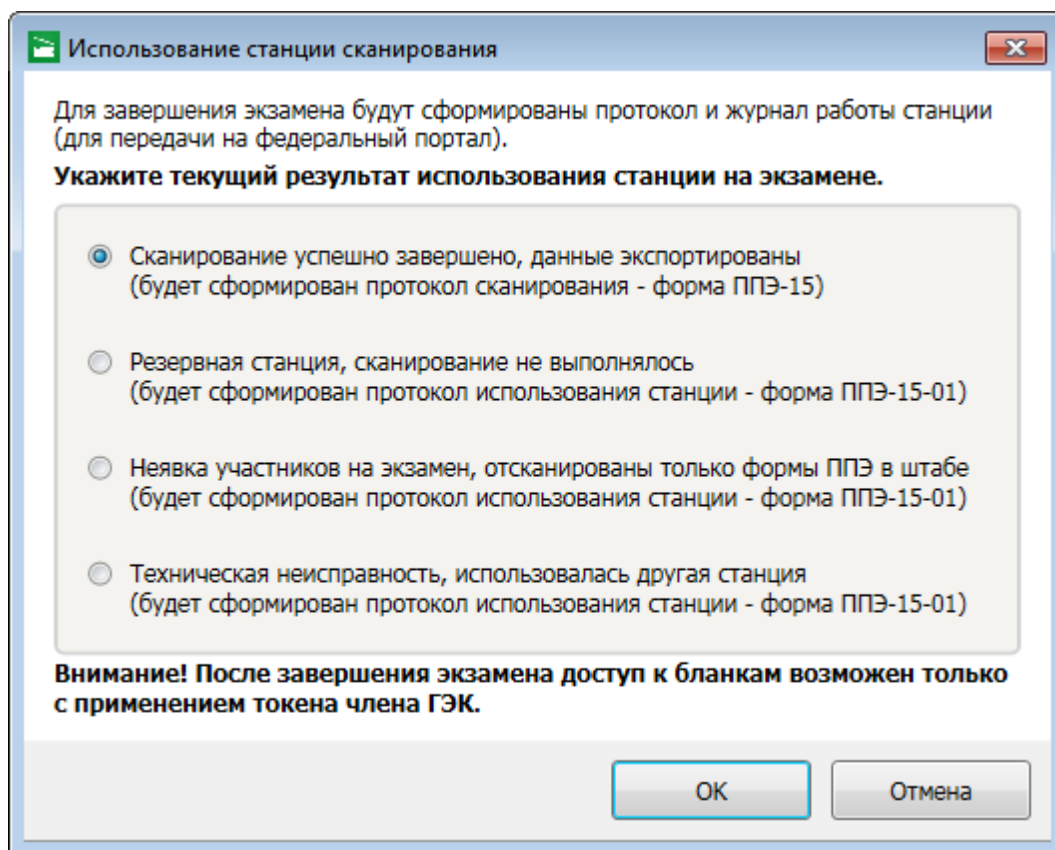 Использование станции сканирования
Для завершения экзамена будут сформированы протокол и журнал работы станции
(для передачи на федеральный портал).
Укажите текущий результат использования станции на экзамене.
Сканирование успешно завершено, данные экспортированы
(будет сформирован протокол сканирования - форма ППЭ-15)
Резервная станция, сканирование не выполнялось
(будет сформирован протокол использования станции - форма ППЭ-15-01)
Неявка участников на экзамен, отсканированы только формы ППЭ в штабе
(будет сформирован протокол использования станции - форма ППЭ-15-01)
Техническая неисправность, использовалась другая станция
(будет сформирован протокол использования станции - форма ППЭ-15-01)
Внимание! После завершения экзамена доступ к бланкам возможен только
с применением токена члена ГЭК.
ОК
Отмена